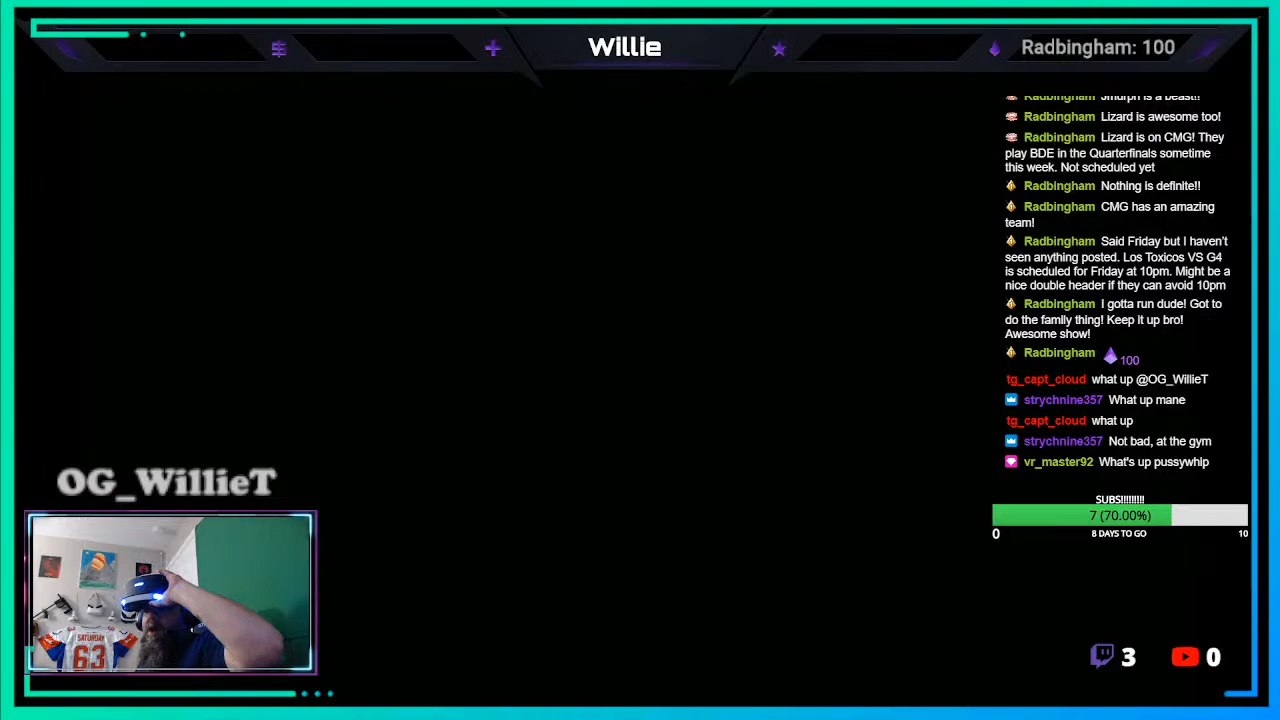 Willie
Radbingham: 100
Radbingham Jmurph is a beast!!
Radbingham Lizard is awesome too!
Radbingham Lizard is on CMG! They
play BDE in the Quarterfinals sometime
this week. Not scheduled yet
Radbingham Nothing is definite!!
Radbingham CMG has an amazing
team!
Radbingham Said Friday but I haven't
seen anything posted. Los Toxicos VS G4
is scheduled for Friday at 10pm. Might be a
nice double header if they can avoid 10pm
Radbingham I gotta run dude! Got to
do the family thing! Keep it up bro!
Awesome show!
Radbingham 100
tg_capt_cloud what up @OG_WillieT
strychnine357 What up mane
tg_capt_cloud what up
strychnine357 Not bad, at the gym
vr_master92 What's up pussywhip
SUBS!!!!!!!!!
7 (70.00%)
0 8 DAYS TO GO 10
OG_WillieT
SATURDAY
63
3 0